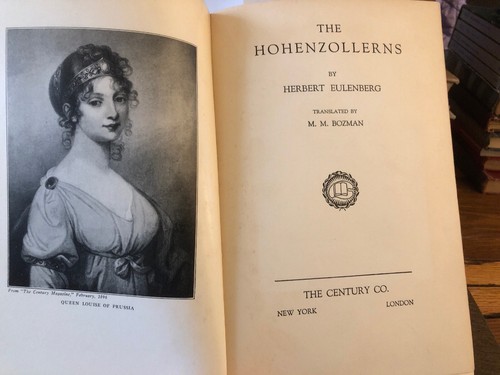 From "The Century Magazine," February, 1896
QUEEN LOUISE OF PRUSSIA
THE
HOHENZOLLERNS
BY
HERBERT EULENBERG
TRANSLATED BY
M. M. BOZMAN
THE CENTURY CO.
NEW YORK LONDON